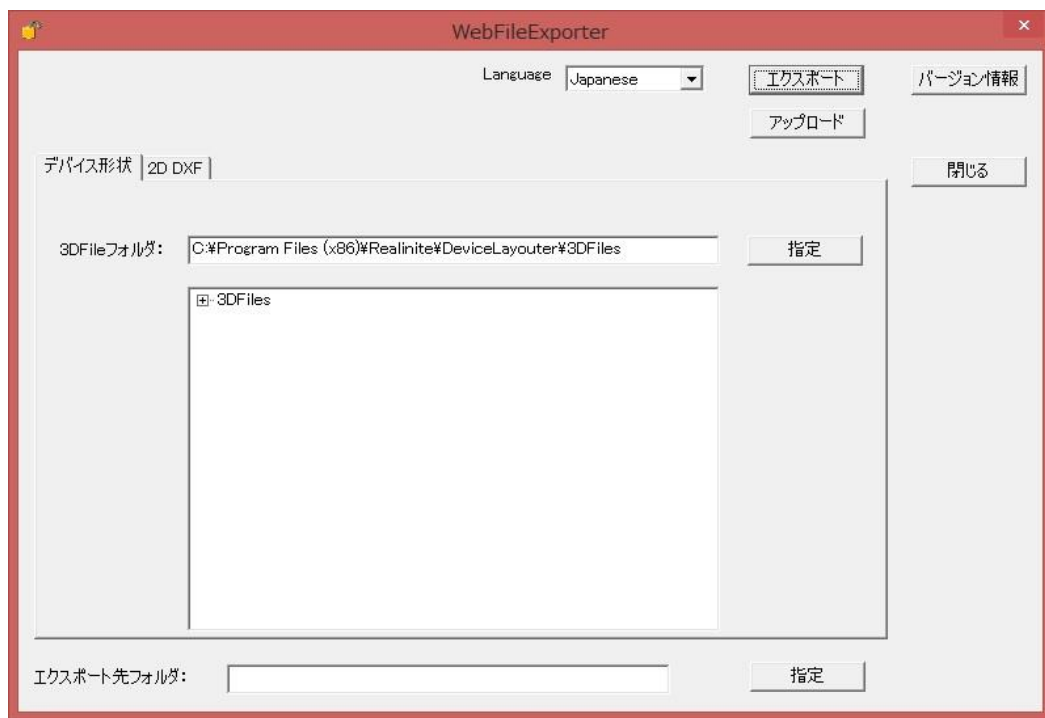 WebFileExporter
Language Japanese エクスポート バージョン情報
アップロード
デバイス形状 2D DXF 閉じる
3DFileフォルダ: C:¥Program Files (x86)¥Realinite¥DeviceLayouter¥3DFiles 指定
3DFiles
エクスポート先フォルダ: 指定